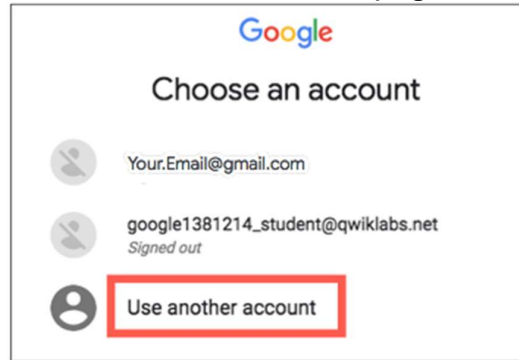 Google
Choose an account
Your.Email@gmail.com
google1381214_student@qwiklabs.net
Signed out
Use another account